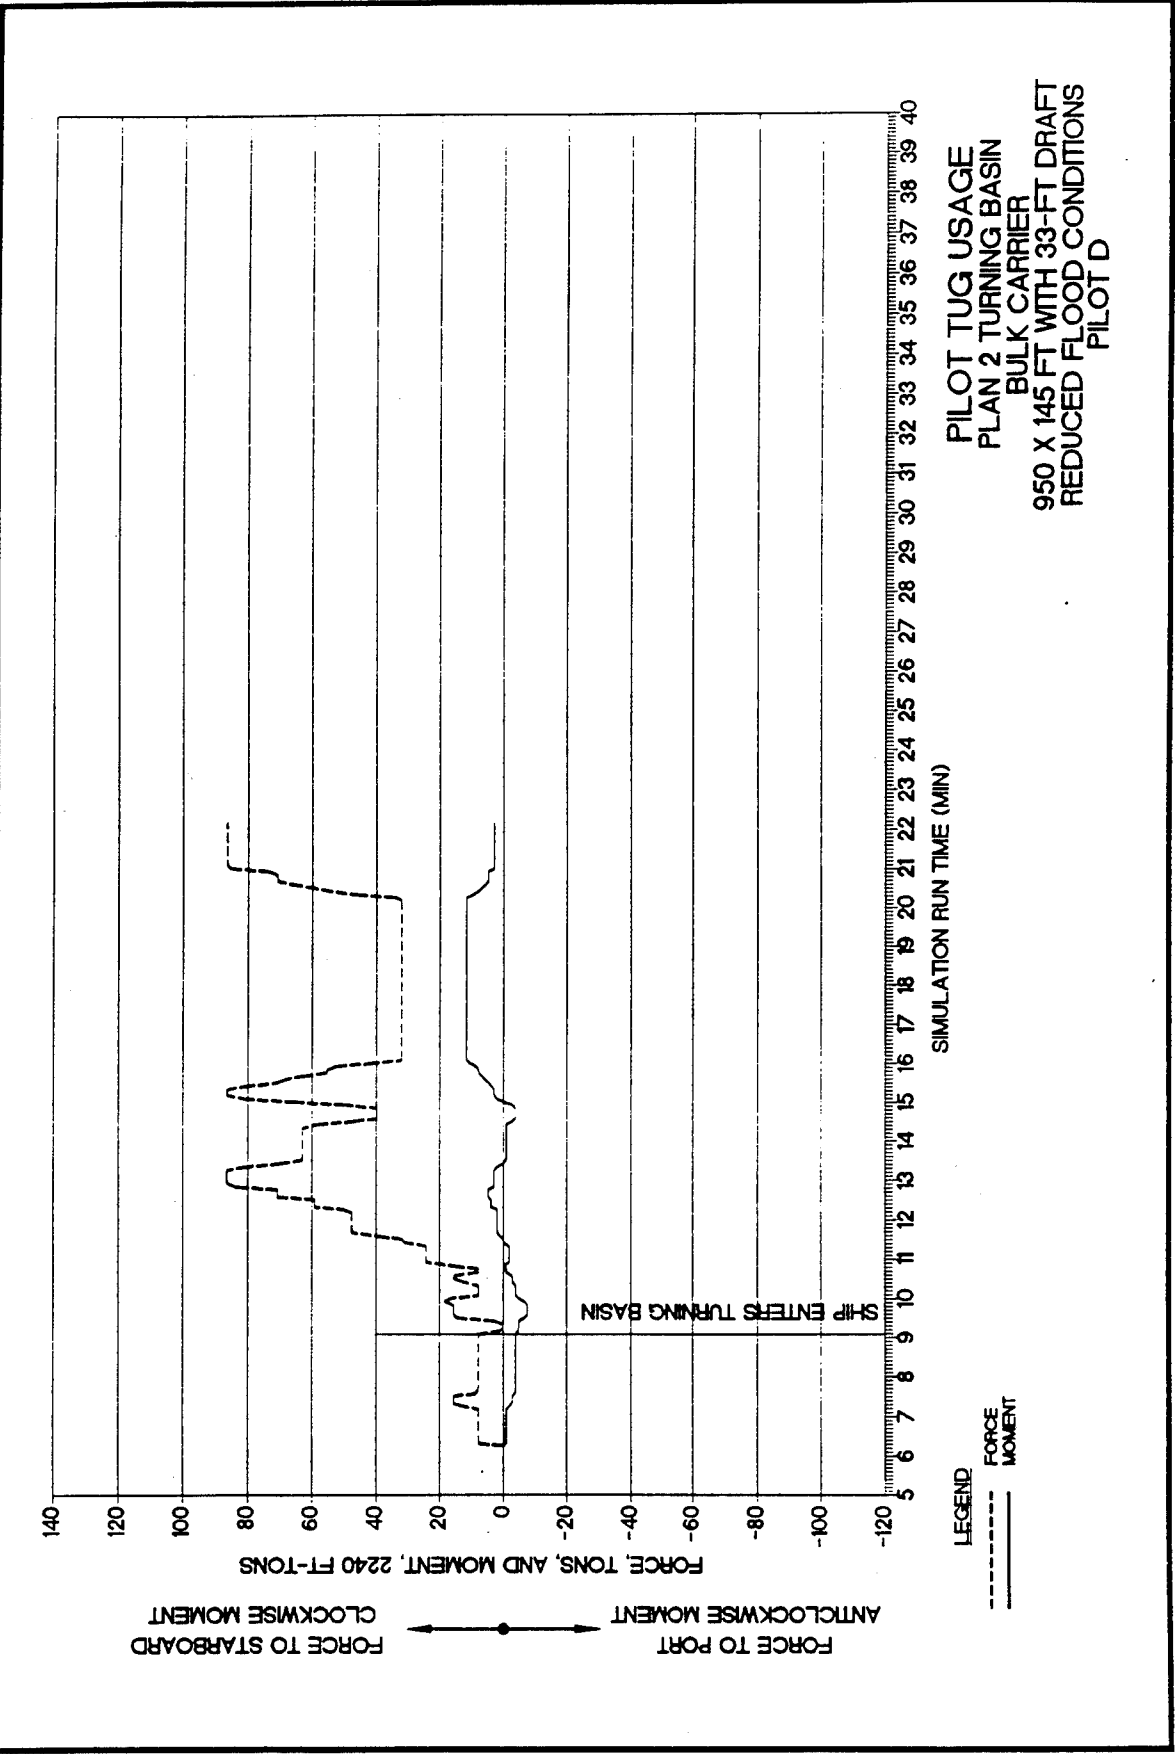 140
120
100
80
60
40
20
0
-20
-40
-60
-80
-100
-120
FORCE, TONS, AND MOMENT, 2240 FT-TONS
FORCE TO STARBOARD
CLOCKWISE MOMENT
FORCE TO PORT
ANTICLOCKWISE MOMENT
SHIP ENTERS TURNING BASIN
5 6 7 8 9 10 11 12 13 14 15 16 17 18 19 20 21 22 23 24 25 26 27 28 29 30 31 32 33 34 35 36 37 38 39 40
SIMULATION RUN TIME (MIN)
LEGEND
FORCE
MOMENT
PILOT TUG USAGE
PLAN 2 TURNING BASIN
BULK CARRIER
950 X 145 FT WITH 33-FT DRAFT
REDUCED FLOOD CONDITIONS
PILOT D